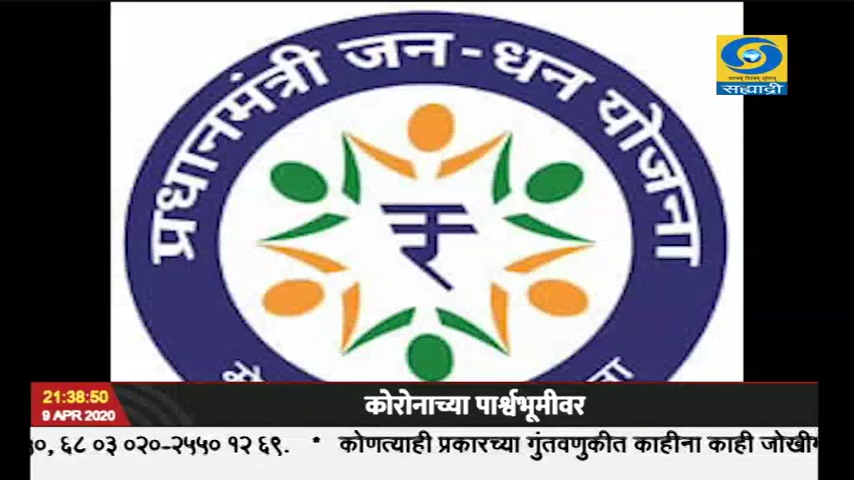 प्रधानमंत्री जन-धन योजना
सह्याद्री
21:38:50
9 APR 2020
कोरोनाच्या पार्श्वभूमीवर
६८ ०३ ०२०-२५५० १२ ६९. * कोणत्याही प्रकारच्या गुंतवणुकीत काहीना काही